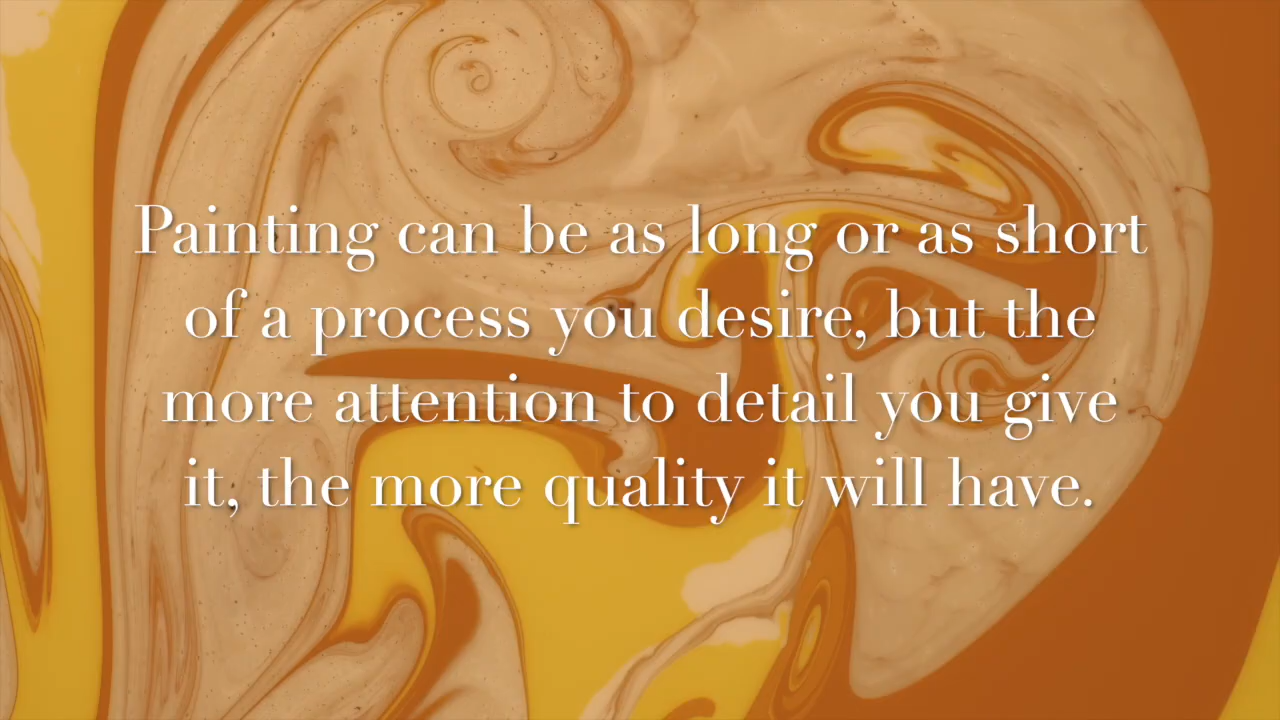 Painting can be as long or as short
of a process you desire, but the
more attention to detail you give
it, the more quality it will have.